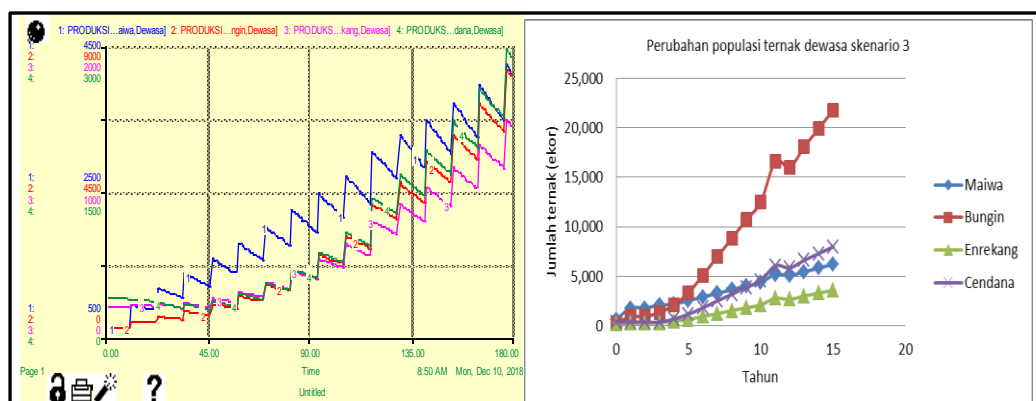 1: PRODUKSI...aiwa,Dewasa] 2: PRODUKSI...ngin,Dewasa] 3: PRODUKS...kang,Dewasa] 4: PRODUKS...dana,Dewasa]
1: 4500
2: 9000
3: 2000
4: 3000
1: 2500
2: 4500
3: 1000
4: 1500
1: 500
2: 0
3: 0
4: 0
0.00 45.00 90.00 135.00 180.00
Page 1 Time 8:50 AM Mon, Dec 10, 2018
Untitled
?
Perubahan populasi ternak dewasa skenario 3
Jumlah ternak (ekor)
25,000
20,000
15,000
10,000
5,000
0
0 5 10 15 20
Tahun
Maiwa
Bungin
Enrekang
Cendana